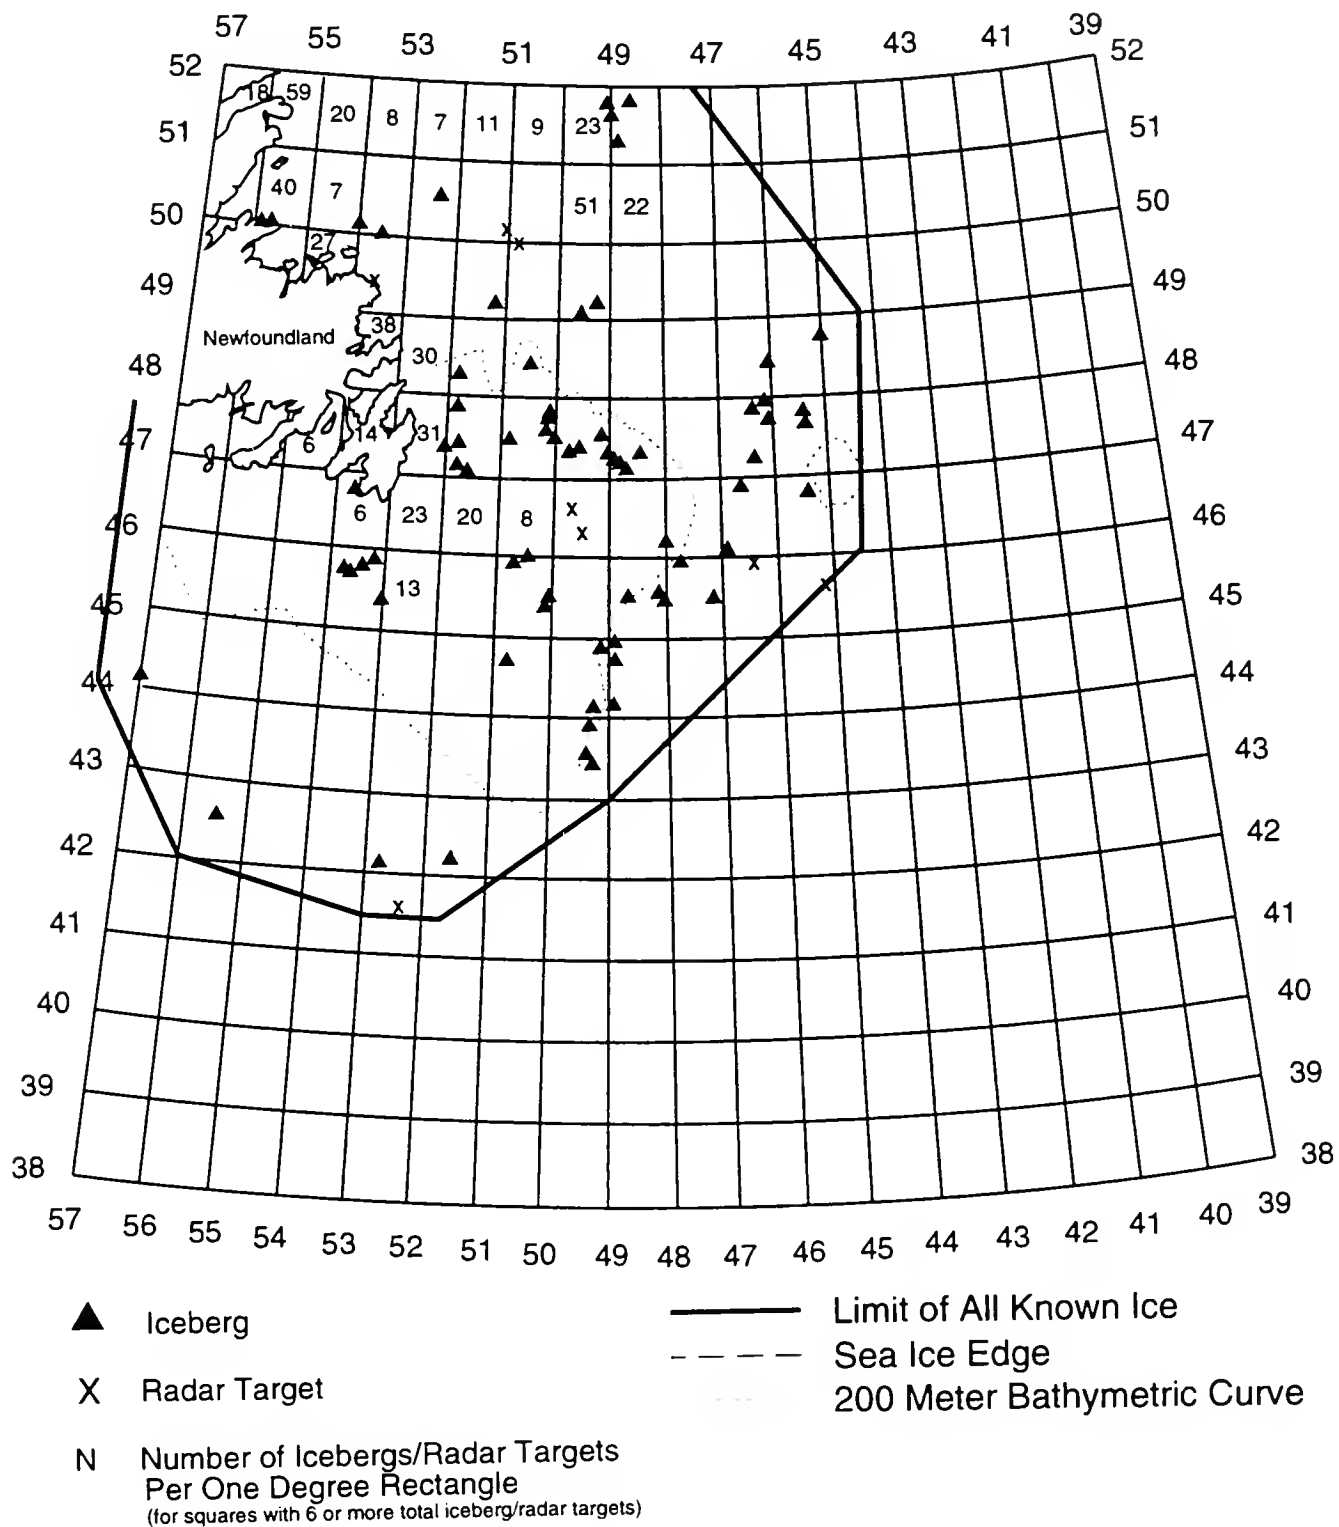 57 55 53 51 49 47 45 43 41 39
52 52
18 59 20 8 7 11 9 23
51 51
40 7 51 22
50 50
27
49 49
38
Newfoundland
30
48 48
6 14 31
47 47
6 23 20 8
46 46
13
45 45
44 44
43 43
42 42
41 41
40 40
39 39
38 38
57 56 55 54 53 52 51 50 49 48 47 46 45 44 43 42 41 40 39
Iceberg
X Radar Target
N Number of Icebergs/Radar Targets
Per One Degree Rectangle
(for squares with 6 or more total iceberg/radar targets)
Limit of All Known Ice
Sea Ice Edge
200 Meter Bathymetric Curve